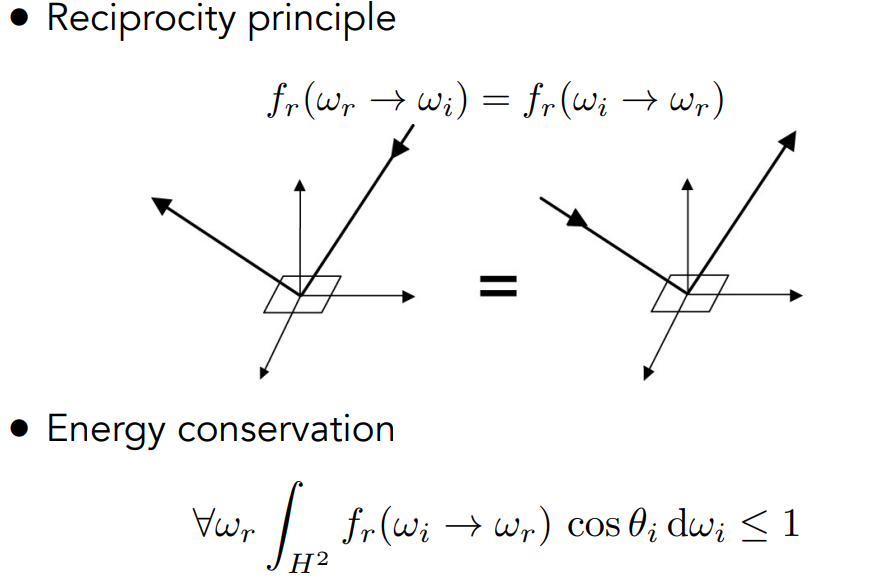 • Reciprocity principle
fᵣ(ωᵣ → ωᵢ) = fᵣ(ωᵢ → ωᵣ)
=
• Energy conservation
∀ωᵣ ∫_{H²} fᵣ(ωᵢ → ωᵣ) cos θᵢ dωᵢ ≤ 1